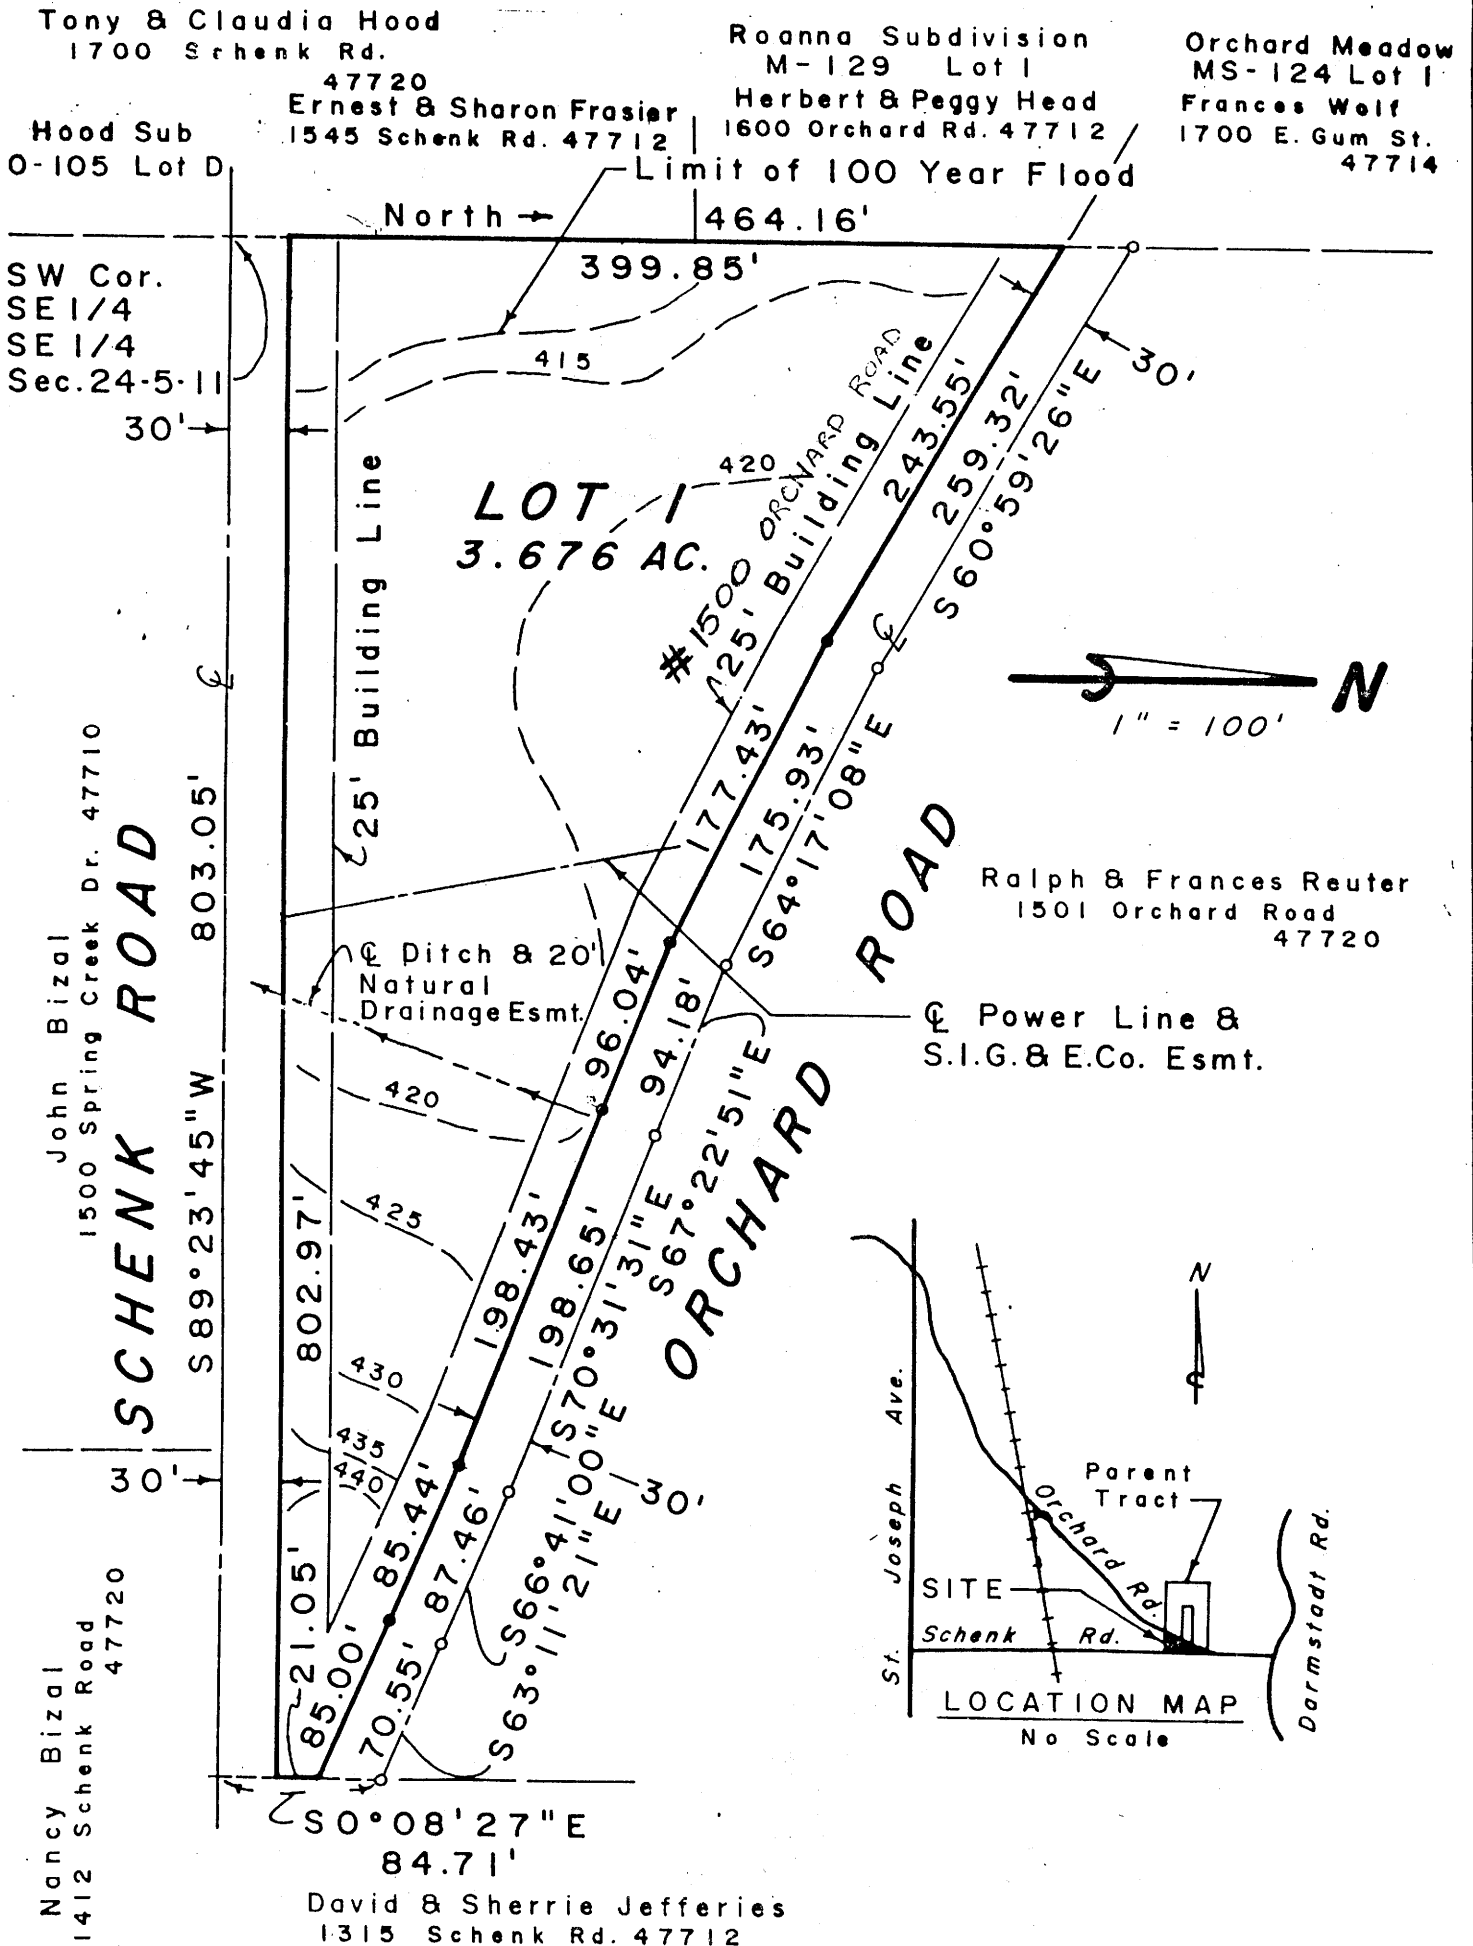 Tony & Claudia Hood
1700 Schenk Rd.
47720
Ernest & Sharon Frasier
1545 Schenk Rd. 47712
Roanna Subdivision
M-129 Lot 1
Herbert & Peggy Head
1600 Orchard Rd. 47712
Orchard Meadow
MS-124 Lot 1
Frances Wolf
1700 E. Gum St.
47714
Hood Sub
O-105 Lot D
Limit of 100 Year Flood
North
464.16'
399.85'
SW Cor.
SE 1/4
SE 1/4
Sec. 24-5-11
30'
415
30'
420
LOT 1
3.676 AC.
#1500 ORCHARD ROAD
ROAD
25' Building Line
243.55'
259.32'
S 60°59'26"E
25' Building Line
℄
℄
N
1" = 100'
177.43'
175.93'
S64°17'08"E
John Bizal
1500 Spring Creek Dr. 47710
SCHENK ROAD
803.05'
S 89°23'45"W
802.97'
Ralph & Frances Reuter
1501 Orchard Road
47720
℄ Ditch & 20'
Natural
Drainage Esmt.
96.04'
94.18'
S67°22'51"E
ORCHARD ROAD
℄ Power Line &
S.I.G. & E.Co. Esmt.
420
425
198.43'
198.65'
S70°31'31"E
430
435
440
30'
30'
85.44'
87.46'
S66°41'00"E
21.05'
85.00'
70.55'
S63°11'21"E
Nancy Bizal
1412 Schenk Road
47720
S0°08'27"E
84.71'
David & Sherrie Jefferies
1315 Schenk Rd. 47712
N
St. Joseph Ave.
Orchard Rd.
Parent
Tract
SITE
Schenk Rd.
Darmstadt Rd.
LOCATION MAP
No Scale